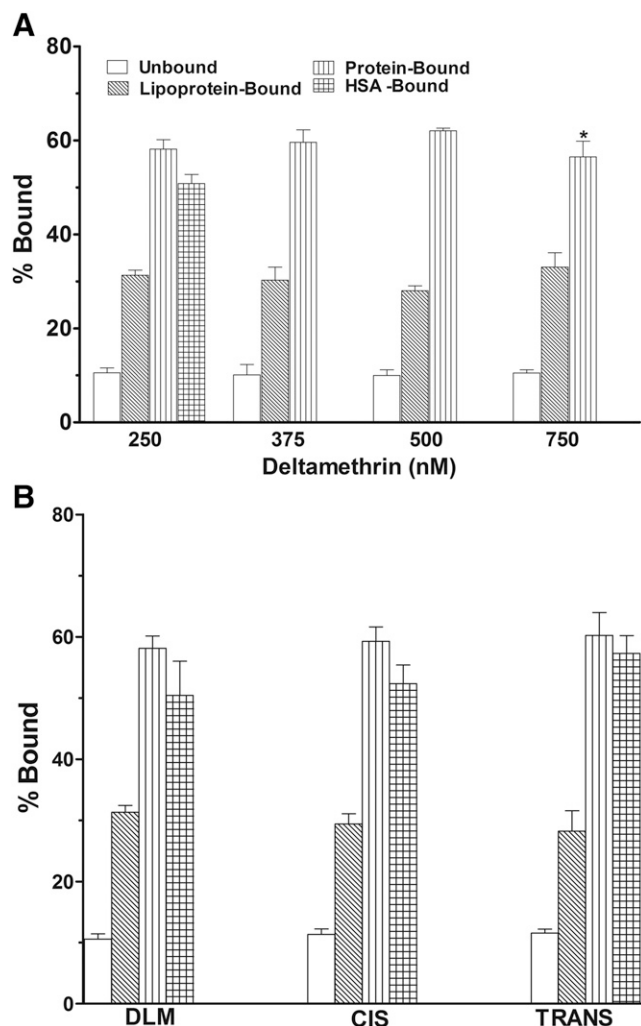 A
80
60
40
20
0
% Bound
Unbound
Lipoprotein-Bound
Protein-Bound
HSA -Bound
*
250 375 500 750
Deltamethrin (nM)
B
80
60
40
20
0
% Bound
DLM CIS TRANS